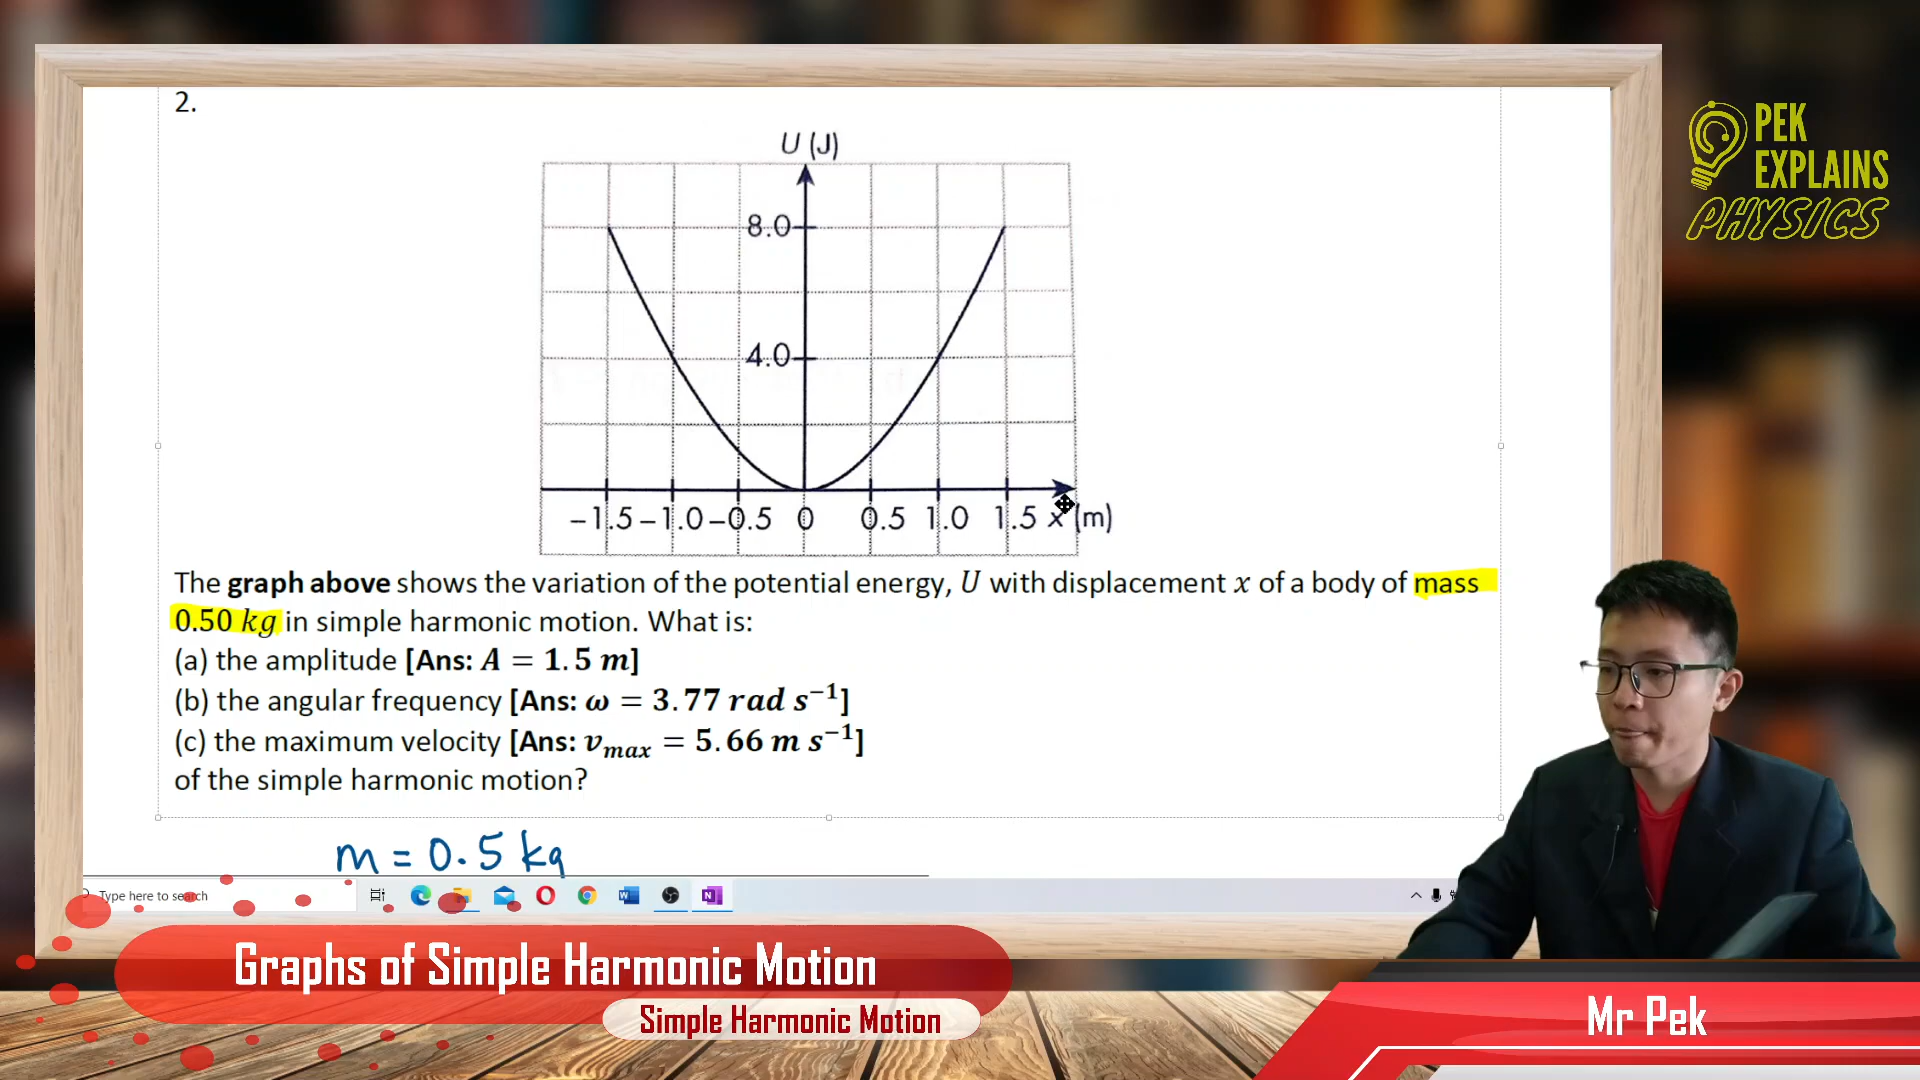 2.
U (J)
8.0
4.0
−1.5 −1.0 −0.5 0 0.5 1.0 1.5 x (m)
The graph above shows the variation of the potential energy, U with displacement x of a body of mass
0.50 kg in simple harmonic motion. What is:
(a) the amplitude [Ans: A = 1.5 m]
(b) the angular frequency [Ans: ω = 3.77 rad s⁻¹]
(c) the maximum velocity [Ans: vₘₐₓ = 5.66 m s⁻¹]
of the simple harmonic motion?
m = 0.5 kg
Type here to search
PEK
EXPLAINS
PHYSICS
Graphs of Simple Harmonic Motion
Simple Harmonic Motion
Mr Pek